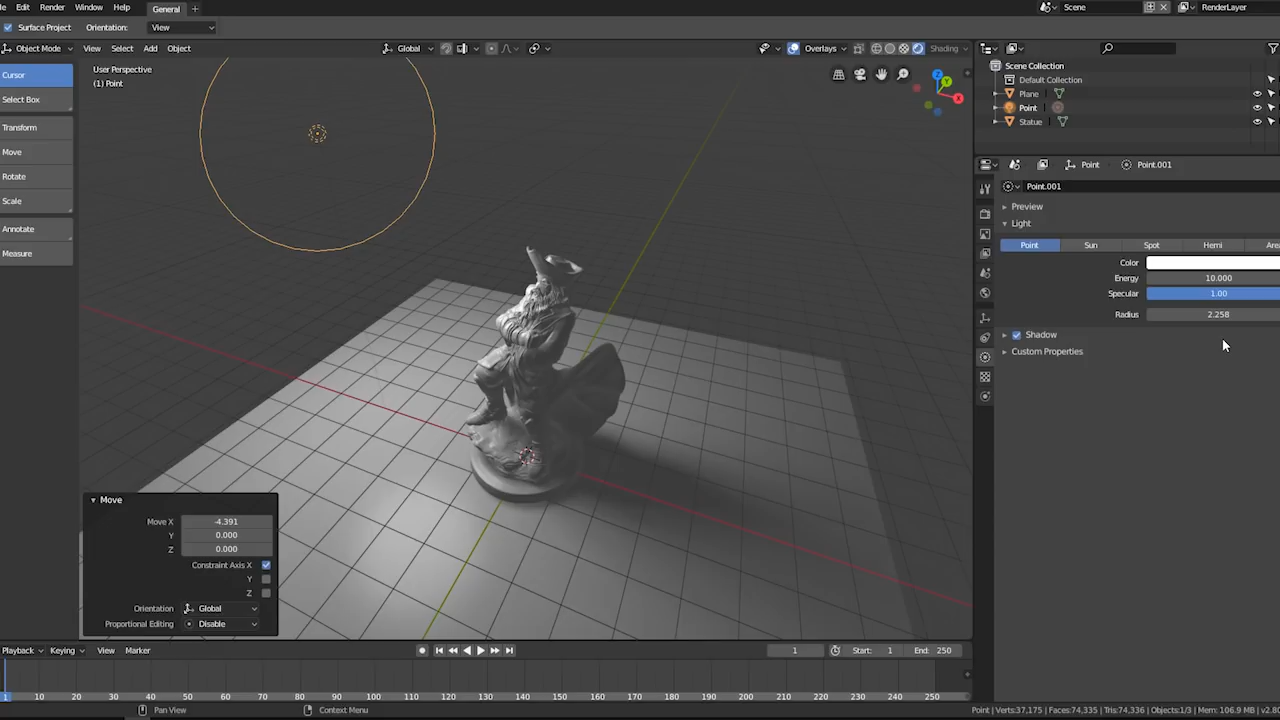 Edit Render Window Help General + Scene RenderLayer
Surface Project Orientation: View
Object Mode View Select Add Object Global Overlays Shading
Cursor
Select Box
Transform
Move
Rotate
Scale
Annotate
Measure
User Perspective
(1) Point
Z
Y
X
Move
Move X -4.391
Y 0.000
Z 0.000
Constraint Axis X
Y
Z
Orientation Global
Proportional Editing Disable
Scene Collection
Default Collection
Plane
Point
Statue
Point Point.001
Point.001
Preview
Light
Point Sun Spot Hemi Area
Color
Energy 10.000
Specular 1.00
Radius 2.258
Shadow
Custom Properties
Playback Keying View Marker 1 Start: 1 End: 250
1 10 20 30 40 50 60 70 80 90 100 110 120 130 140 150 160 170 180 190 200 210 220 230 240 250
Pan View Context Menu Point | Verts:37,175 | Faces:74,335 | Tris:74,336 | Objects:1/3 | Mem: 106.9 MB | v2.80